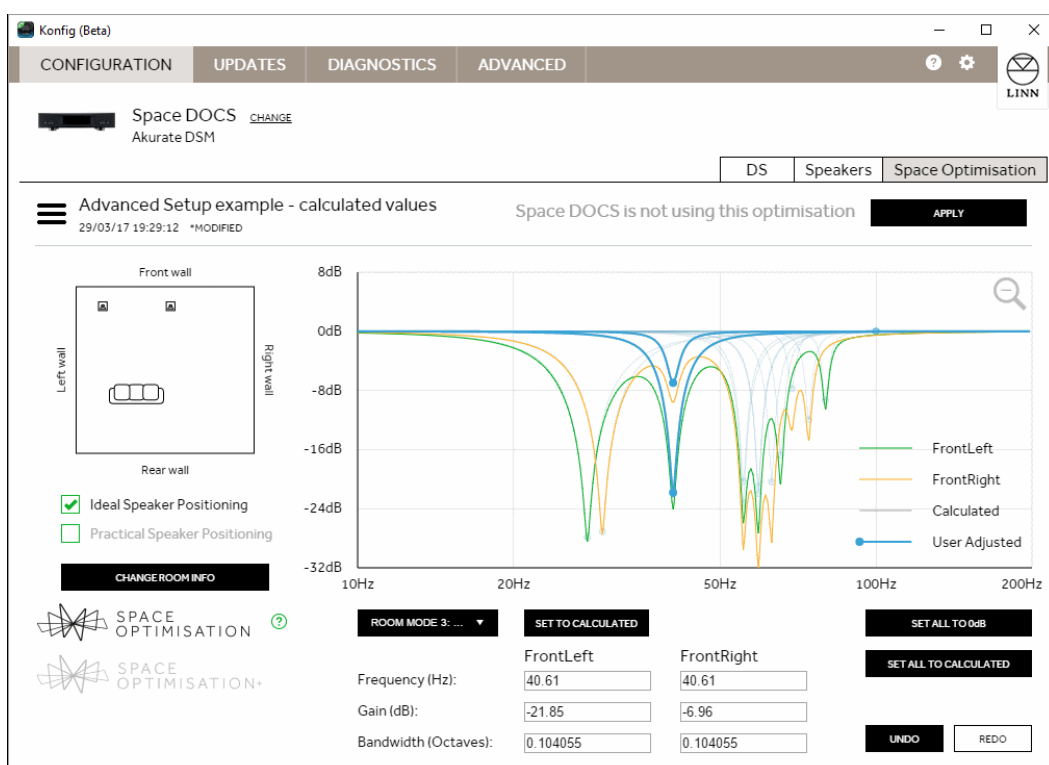 Konfig (Beta)
CONFIGURATION UPDATES DIAGNOSTICS ADVANCED
LINN
Space DOCS CHANGE
Akurate DSM
DS Speakers Space Optimisation
Advanced Setup example - calculated values
29/03/17 19:29:12 *MODIFIED
Space DOCS is not using this optimisation APPLY
Front wall
Left wall
Right wall
Rear wall
Ideal Speaker Positioning
Practical Speaker Positioning
CHANGE ROOM INFO
SPACE
OPTIMISATION ?
SPACE
OPTIMISATION+
8dB
0dB
-8dB
-16dB
-24dB
-32dB
10Hz 20Hz 50Hz 100Hz 200Hz
FrontLeft
FrontRight
Calculated
User Adjusted
ROOM MODE 3: ... SET TO CALCULATED SET ALL TO 0dB
SET ALL TO CALCULATED
FrontLeft FrontRight
Frequency (Hz): 40.61 40.61
Gain (dB): -21.85 -6.96
Bandwidth (Octaves): 0.104055 0.104055
UNDO REDO